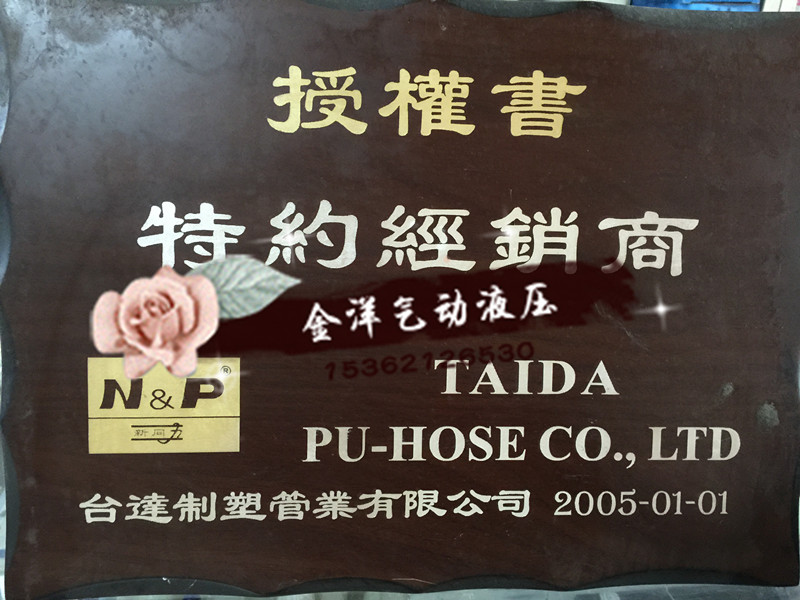 授權書
特約經銷商
金洋气动液压
15362126530
N&P®
TAIDA
PU-HOSE CO., LTD
台達制塑管業有限公司 2005-01-01